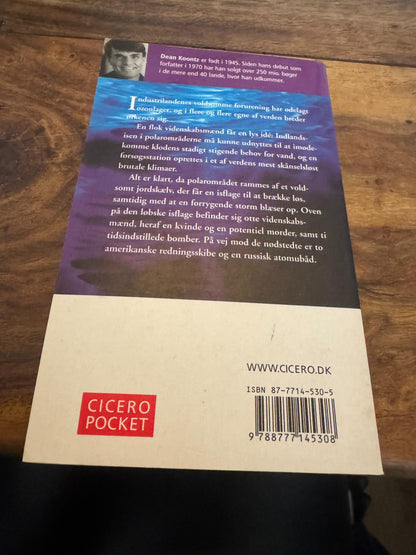 Dean Koontz er født i 1945. Siden hans debut som
forfatter i 1970 har han solgt over 250 mio. bøger
i de mere end 40 lande, hvor han udkommer.
Industrilandenes voldsomme forurening har ødelagt
ozonlaget, og i flere og flere egne af verden breder
ørkenen sig.
En flok videnskabsmænd får en lys idé: Indlands-
isen i polarområderne må kunne udnyttes til at imøde-
komme klodens stadigt stigende behov for vand, og en
forsøgsstation oprettes i et af verdens mest skånselsløst
brutale klimaer.
Alt er klart, da polarområdet rammes af et vold-
somt jordskælv, der får en isflage til at brække løs,
samtidig med at en forrygende storm blæser op. Oven
på den løbske isflage befinder sig otte videnskabs-
mænd, heraf en kvinde og en potentiel morder, samt ti
tidsindstillede bomber. På vej mod de nødstedte er to
amerikanske redningsskibe og en russisk atomubåd.
WWW.CICERO.DK
ISBN 87-7714-530-5
CICERO
POCKET
9788777145308